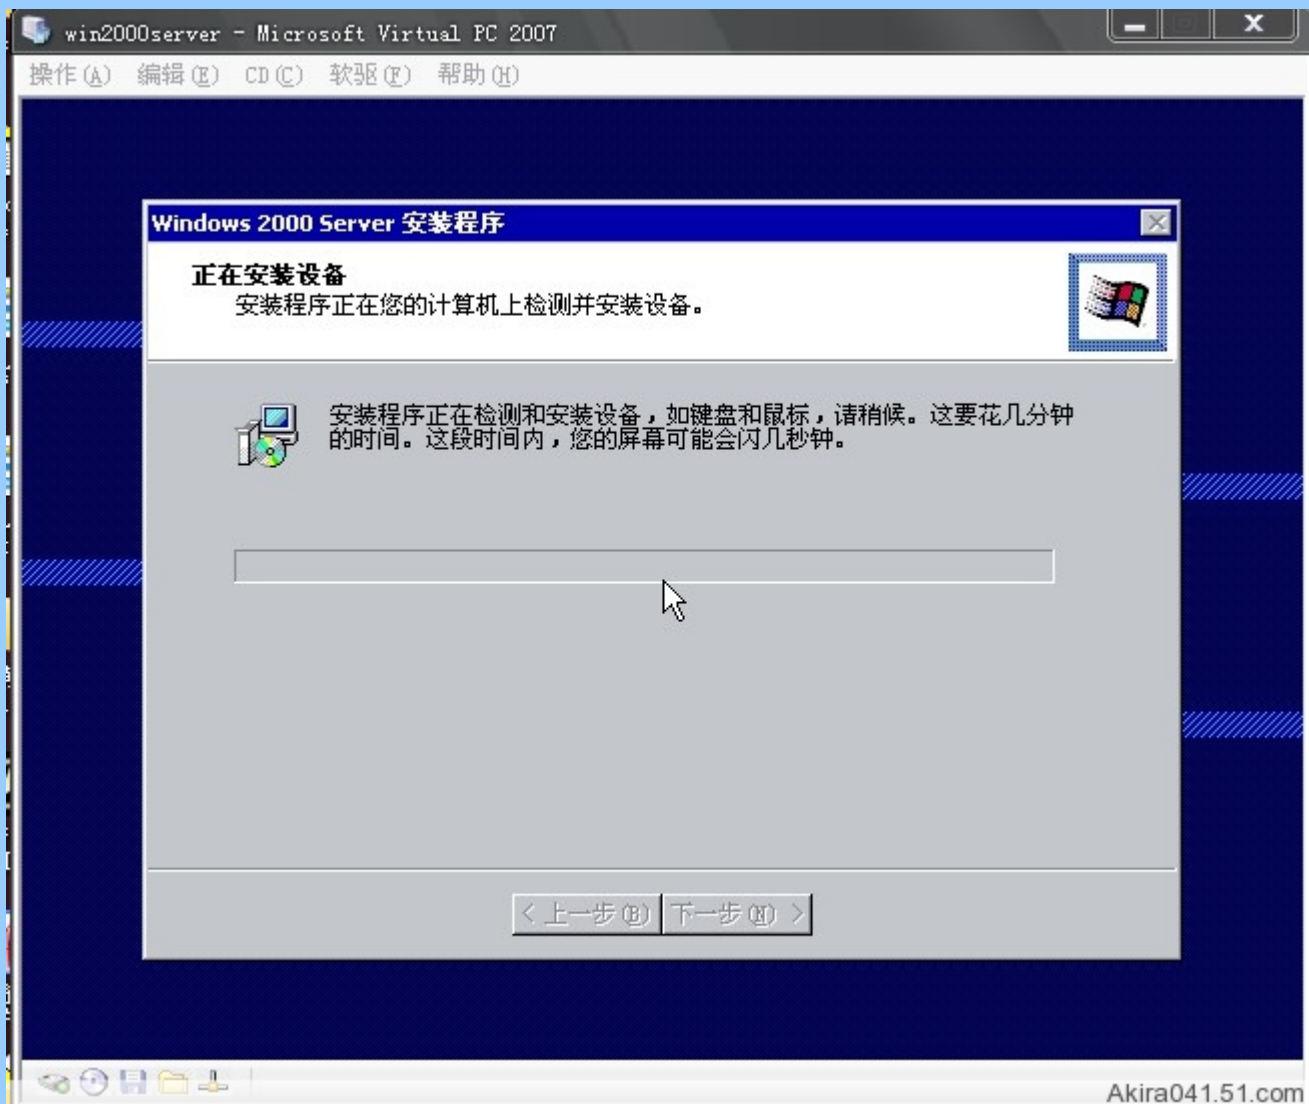 win2000server - Microsoft Virtual PC 2007
操作(A) 编辑(E) CD(C) 软驱(F) 帮助(H)
Windows 2000 Server 安装程序
正在安装设备
安装程序正在您的计算机上检测并安装设备。
安装程序正在检测和安装设备，如键盘和鼠标，请稍候。这要花几分钟
的时间。这段时间内，您的屏幕可能会闪几秒钟。
< 上一步(B) 下一步(N) >
Akira041.51.com